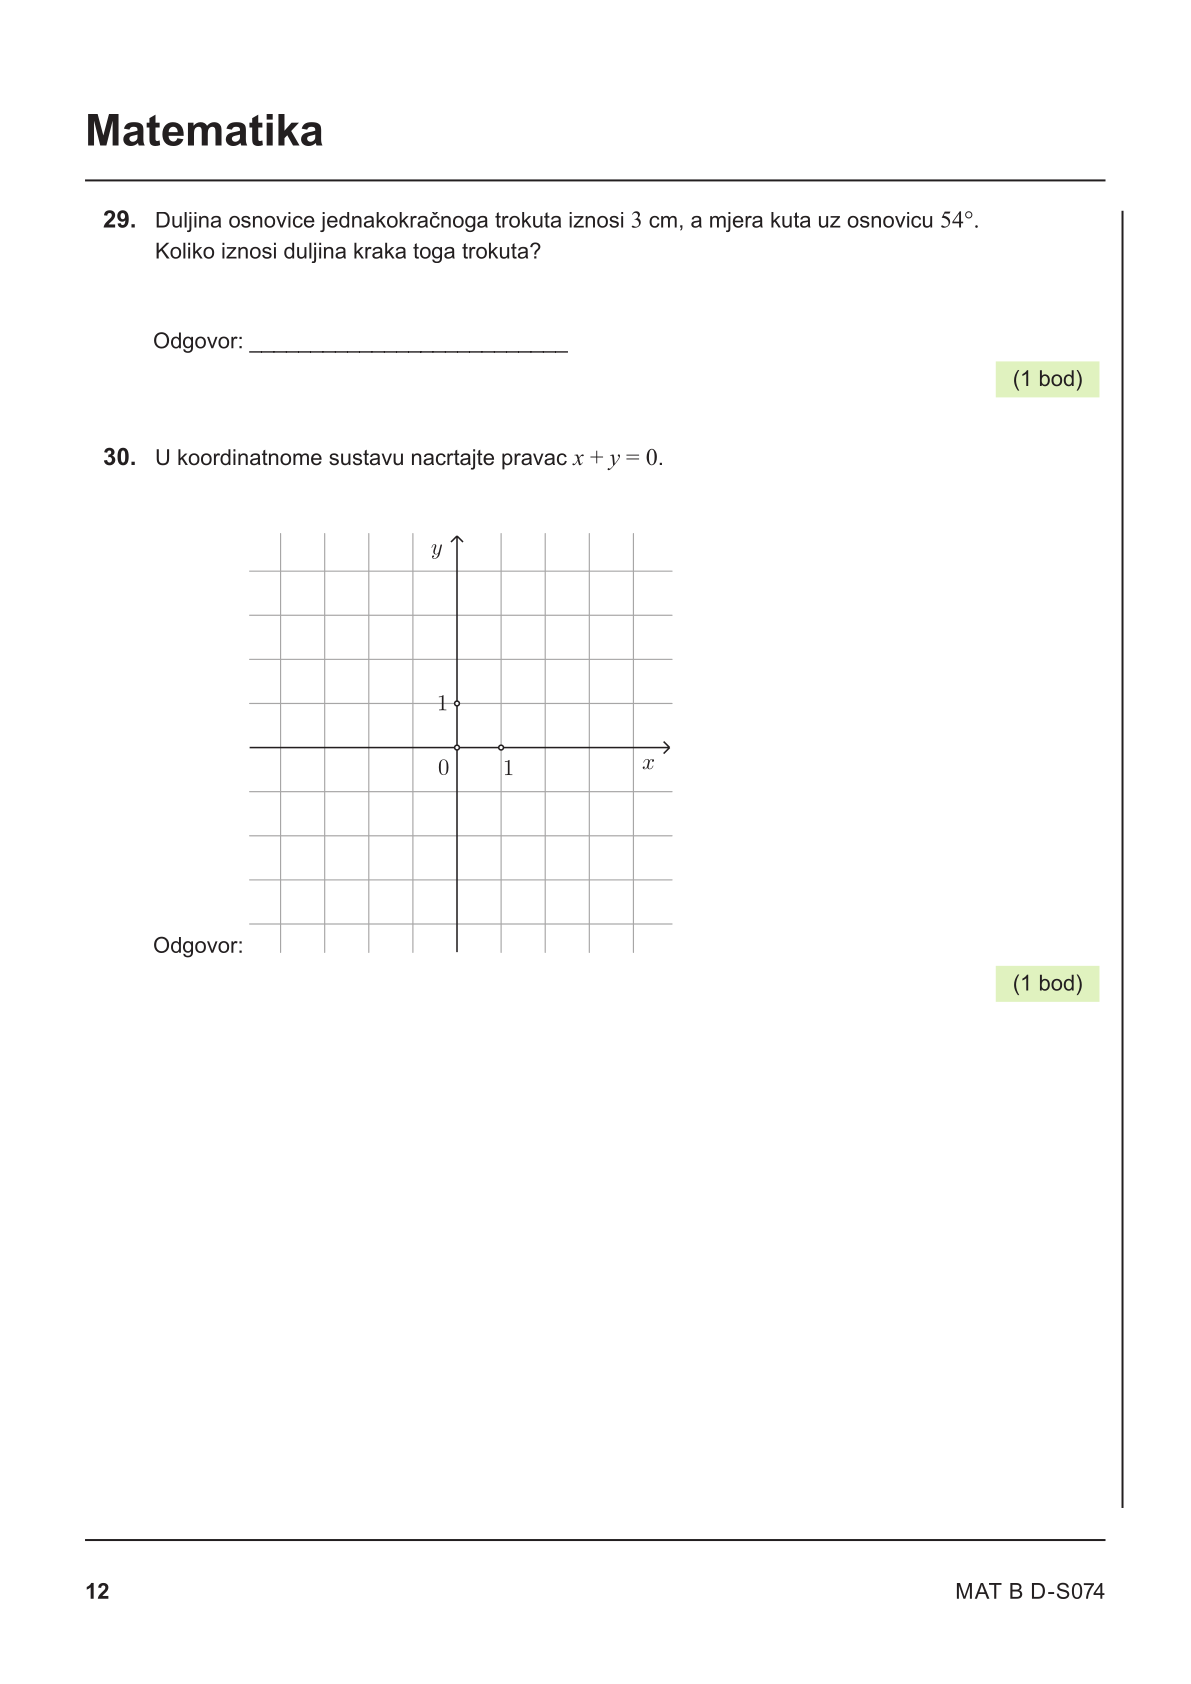 Matematika
29. Duljina osnovice jednakokračnoga trokuta iznosi 3 cm, a mjera kuta uz osnovicu 54°.
Koliko iznosi duljina kraka toga trokuta?
Odgovor: __________________________
(1 bod)
30. U koordinatnome sustavu nacrtajte pravac x + y = 0.
y
1
0 1 x
Odgovor:
(1 bod)
12 MAT B D-S074